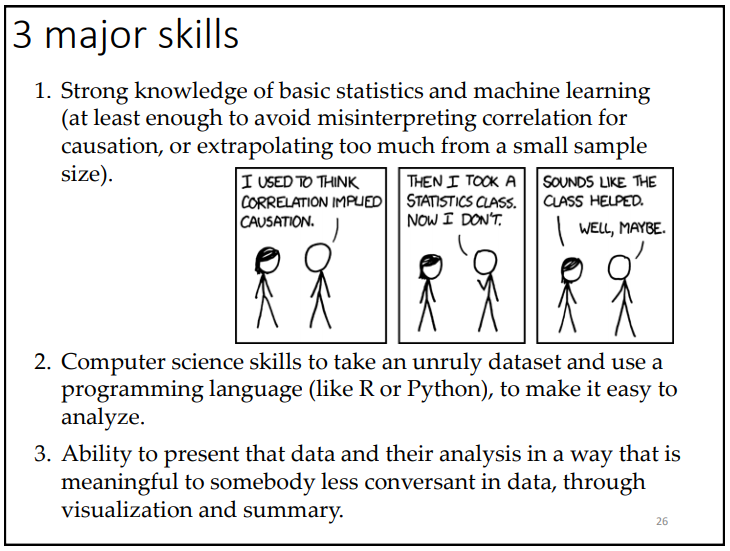 3 major skills
1. Strong knowledge of basic statistics and machine learning
(at least enough to avoid misinterpreting correlation for
causation, or extrapolating too much from a small sample
size).
I USED TO THINK
CORRELATION IMPLIED
CAUSATION.
THEN I TOOK A
STATISTICS CLASS.
NOW I DON'T.
SOUNDS LIKE THE
CLASS HELPED.
WELL, MAYBE.
2. Computer science skills to take an unruly dataset and use a
programming language (like R or Python), to make it easy to
analyze.
3. Ability to present that data and their analysis in a way that is
meaningful to somebody less conversant in data, through
visualization and summary.
26